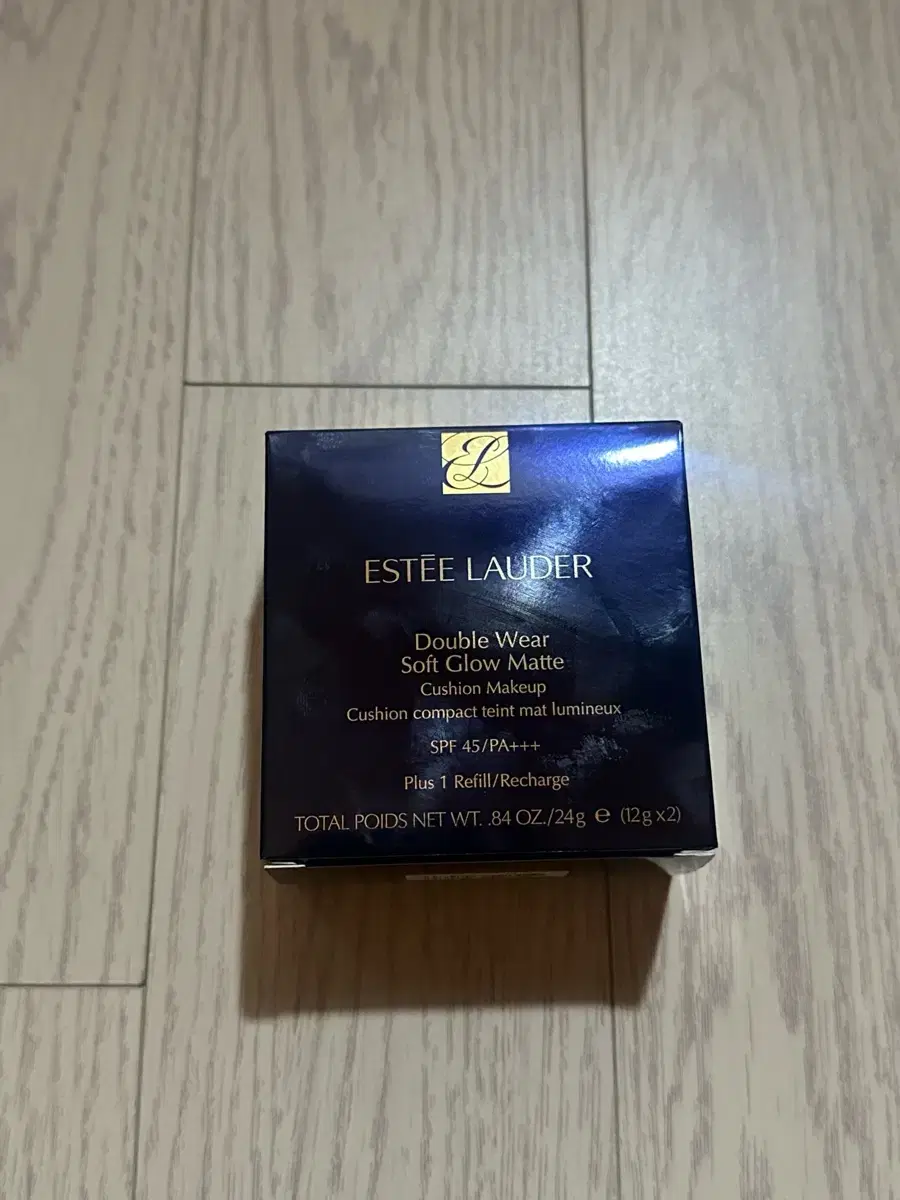 EL
ESTĒE LAUDER
Double Wear
Soft Glow Matte
Cushion Makeup
Cushion compact teint mat lumineux
SPF 45/PA+++
Plus 1 Refill/Recharge
TOTAL POIDS NET WT. .84 OZ./24g ℮ (12g x2)